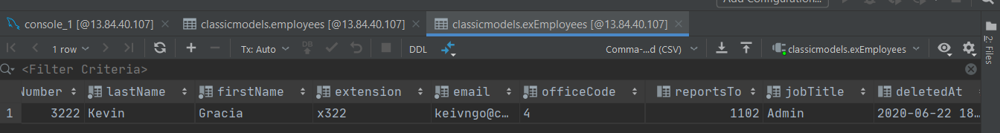 Add Configuration...
console_1 [@13.84.40.107] classicmodels.employees [@13.84.40.107] classicmodels.exEmployees [@13.84.40.107]
1 row Tx: Auto DB DDL Comma-...d (CSV) classicmodels.exEmployees
<Filter Criteria>
Number lastName firstName extension email officeCode reportsTo jobTitle deletedAt
1 3222 Kevin Gracia x322 keivngo@c... 4 1102 Admin 2020-06-22 18...
2: Files